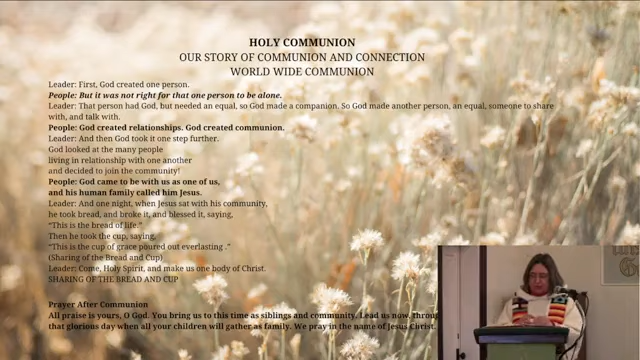 HOLY COMMUNION
OUR STORY OF COMMUNION AND CONNECTION
WORLD WIDE COMMUNION
Leader: First, God created one person.
People: But it was not right for that one person to be alone.
Leader: That person had God, but needed an equal, so God made a companion. So God made another person, an equal, someone to share
with, and talk with.
People: God created relationships. God created communion.
Leader: And then God took it one step further.
God looked at the many people
living in relationship with one another
and decided to join the community!
People: God came to be with us as one of us,
and his human family called him Jesus.
Leader: And one night, when Jesus sat with his community,
he took bread, and broke it, and blessed it, saying,
"This is the bread of life."
Then he took the cup, saying,
"This is the cup of grace poured out everlasting ."
(Sharing of the Bread and Cup)
Leader: Come, Holy Spirit, and make us one body of Christ.
SHARING OF THE BREAD AND CUP
Prayer After Communion
All praise is yours, O God. You bring us to this time as siblings and community. Lead us now, throug
that glorious day when all your children will gather as family. We pray in the name of Jesus Christ.